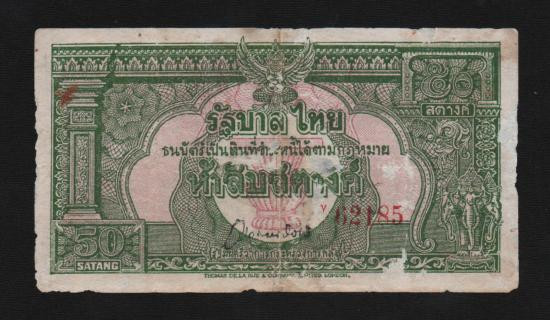 ๕๐
สตางค์
รัฐบาล ไทย
ธนบัตร์เป็นเงินที่ชำระหนี้ได้ตามกฎหมาย
ห้าสิบสตางค์
Y 62185
50
SATANG
THOMAS DE LA RUE & COMPANY, LIMITED, LONDON.